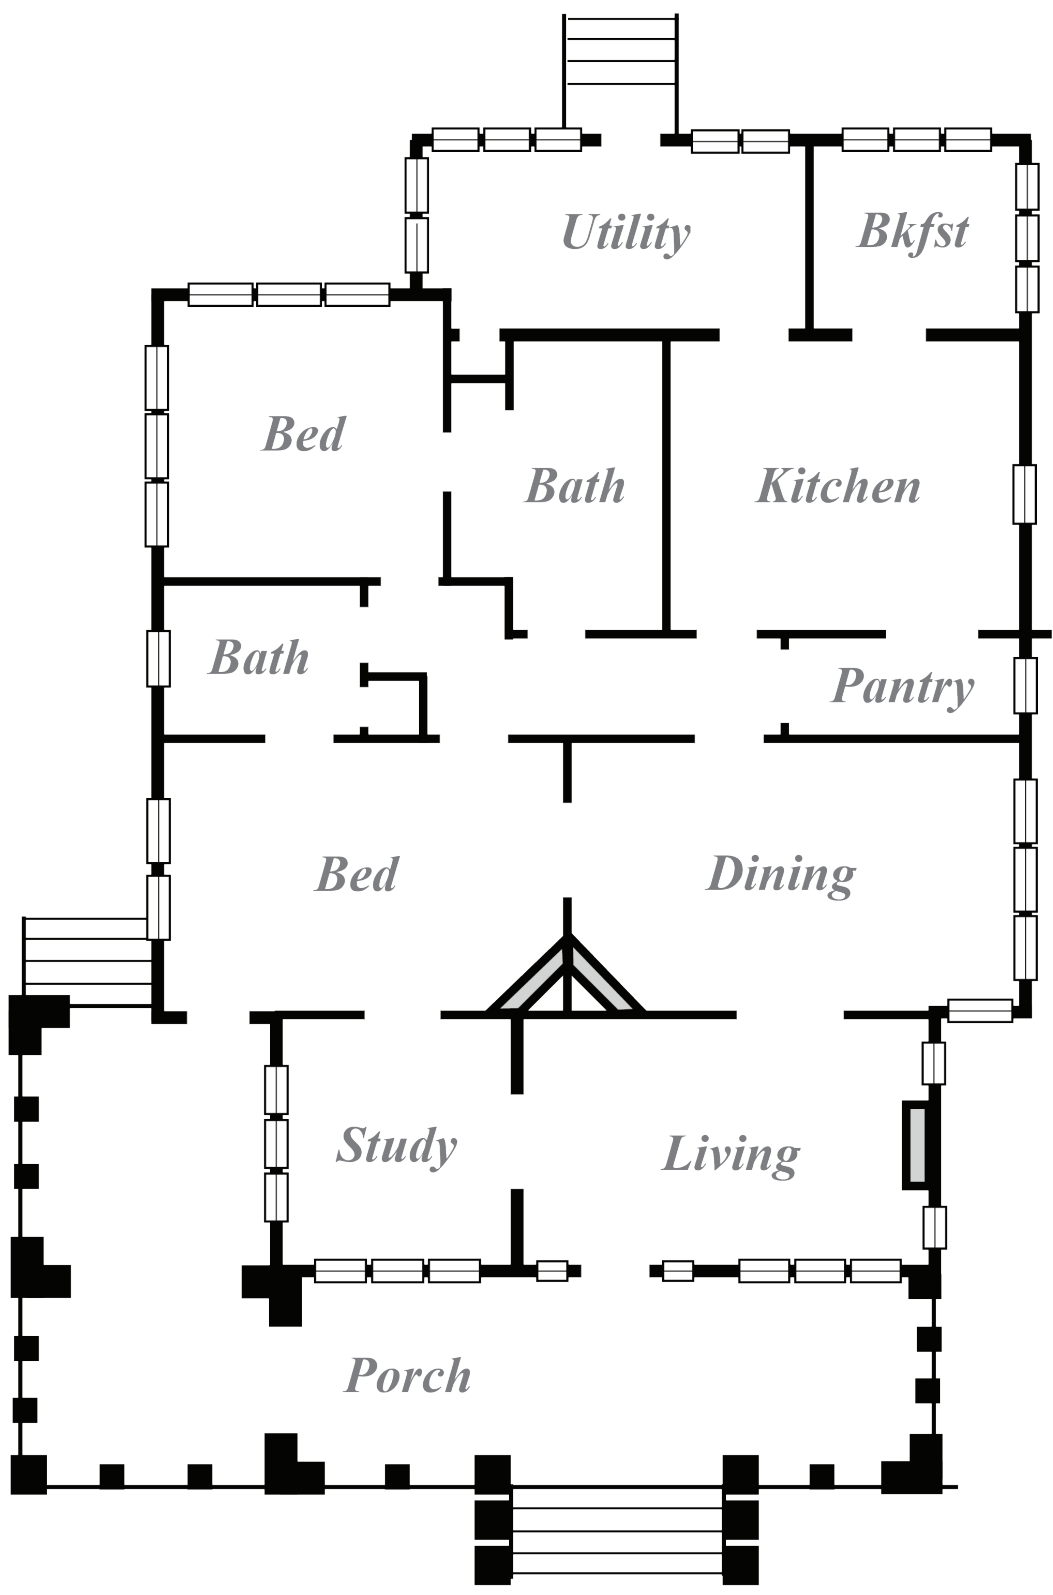 Utility
Bkfst
Bed
Bath
Kitchen
Bath
Pantry
Bed
Dining
Study
Living
Porch